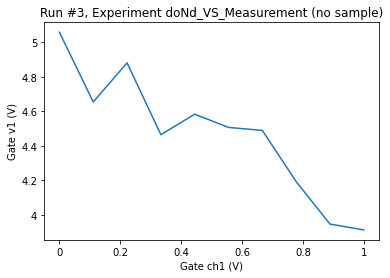 Run #3, Experiment doNd_VS_Measurement (no sample)
Gate v1 (V)
5
4.8
4.6
4.4
4.2
4
0 0.2 0.4 0.6 0.8 1
Gate ch1 (V)